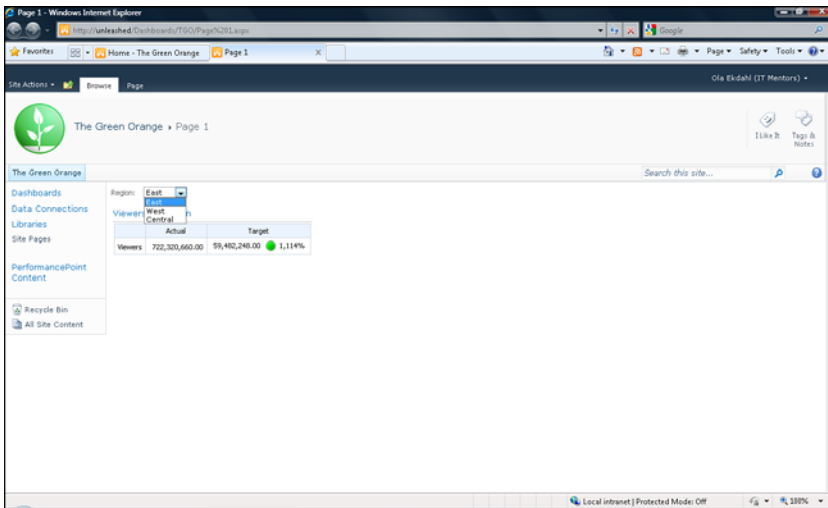 Page 1 - Windows Internet Explorer
http://unleashed/Dashboards/TGO/Page%201.aspx
Google
Favorites
Home - The Green Orange
Page 1
X
Page
Safety
Tools
Site Actions
Browse
Page
Ola Ekdahl (IT Mentors)
The Green Orange
Page 1
I Like It
Tags & Notes
The Green Orange
Search this site...
Dashboards
Data Connections
Libraries
Site Pages
PerformancePoint
Content
Recycle Bin
All Site Content
Region:
East
East
West
Central
Actual
Target
Viewers
722,320,660.00
59,482,248.00
1,114%
Local intranet | Protected Mode: Off
100%